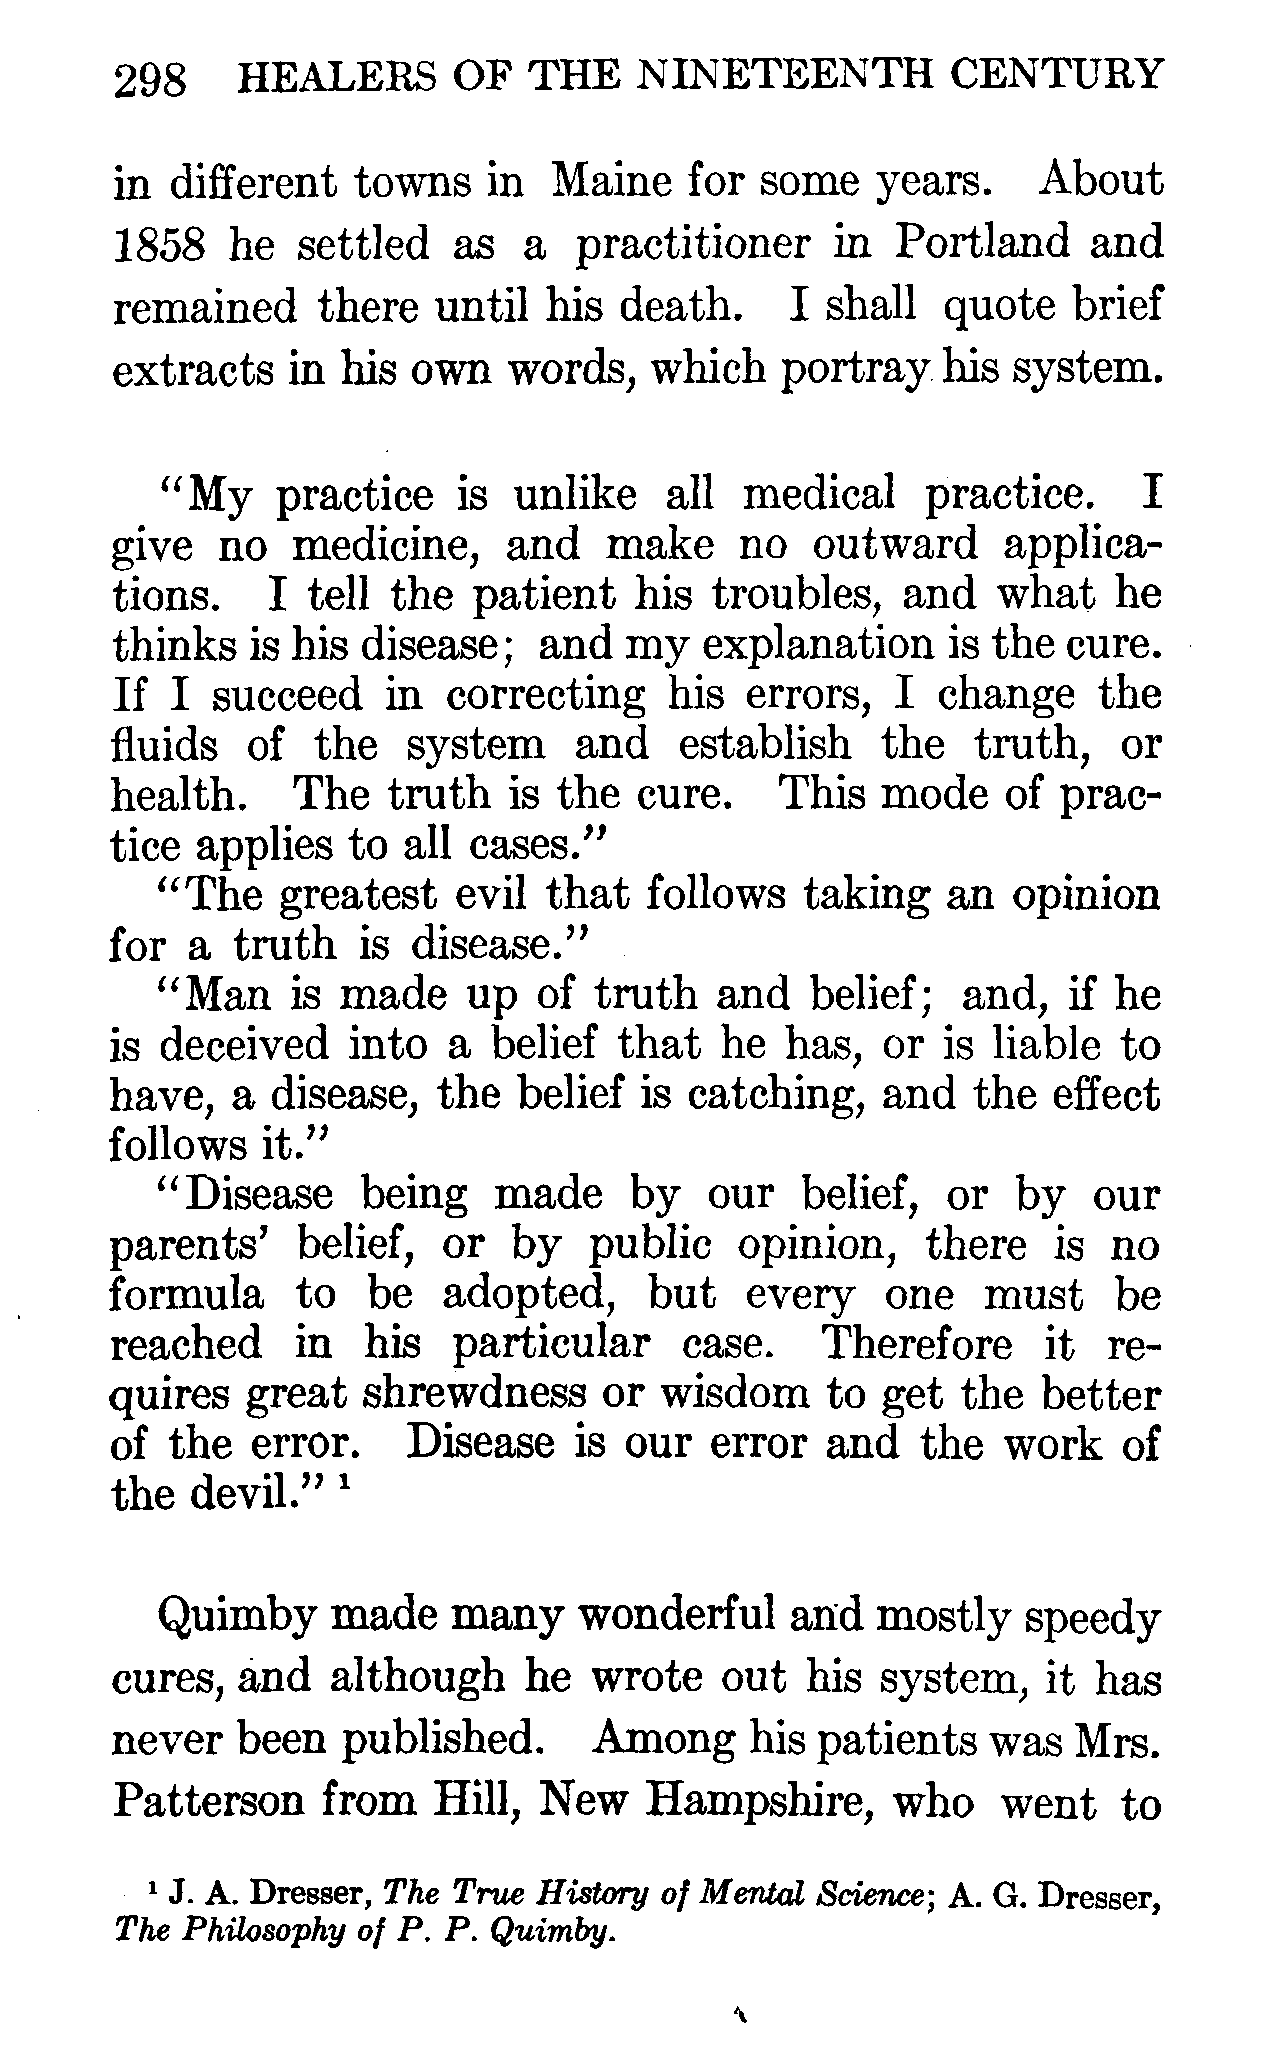 298 HEALERS OF THE NINETEENTH CENTURY
in different towns in Maine for some years. About
1858 he settled as a practitioner in Portland and
remained there until his death. I shall quote brief
extracts in his own words, which portray his system.
“My practice is unlike all medical practice. I
give no medicine, and make no outward applica-
tions. I tell the patient his troubles, and what he
thinks is his disease; and my explanation is the cure.
If I succeed in correcting his errors, I change the
fluids of the system and establish the truth, or
health. The truth is the cure. This mode of prac-
tice applies to all cases.”
“The greatest evil that follows taking an opinion
for a truth is disease.”
“Man is made up of truth and belief; and, if he
is deceived into a belief that he has, or is liable to
have, a disease, the belief is catching, and the effect
follows it.”
“Disease being made by our belief, or by our
parents’ belief, or by public opinion, there is no
formula to be adopted, but every one must be
reached in his particular case. Therefore it re-
quires great shrewdness or wisdom to get the better
of the error. Disease is our error and the work of
the devil.” ¹
Quimby made many wonderful and mostly speedy
cures, and although he wrote out his system, it has
never been published. Among his patients was Mrs.
Patterson from Hill, New Hampshire, who went to
¹ J. A. Dresser, The True History of Mental Science; A. G. Dresser,
The Philosophy of P. P. Quimby.